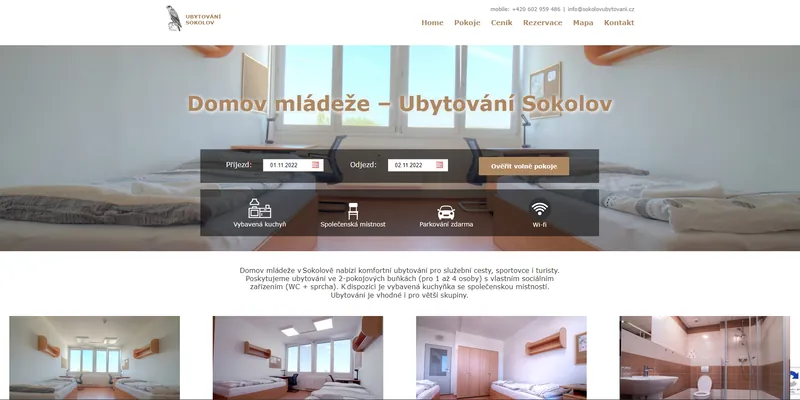 UBYTOVÁNÍ
SOKOLOV
mobile: +420 602 959 486 | info@sokolovubytovani.cz
Home Pokoje Ceník Rezervace Mapa Kontakt
Domov mládeže – Ubytování Sokolov
Příjezd: 01 11 2022 Odjezd: 02 11 2022 Ověřit volné pokoje
Vybavená kuchyň Společenská místnost Parkování zdarma Wi-fi
Domov mládeže v Sokolově nabízí komfortní ubytování pro služební cesty, sportovce i turisty.
Poskytujeme ubytování ve 2-pokojových buňkách (pro 1 až 4 osoby) s vlastním sociálním
zařízením (WC + sprcha). K dispozici je vybavená kuchyňka se společenskou místností.
Ubytování je vhodné i pro větší skupiny.